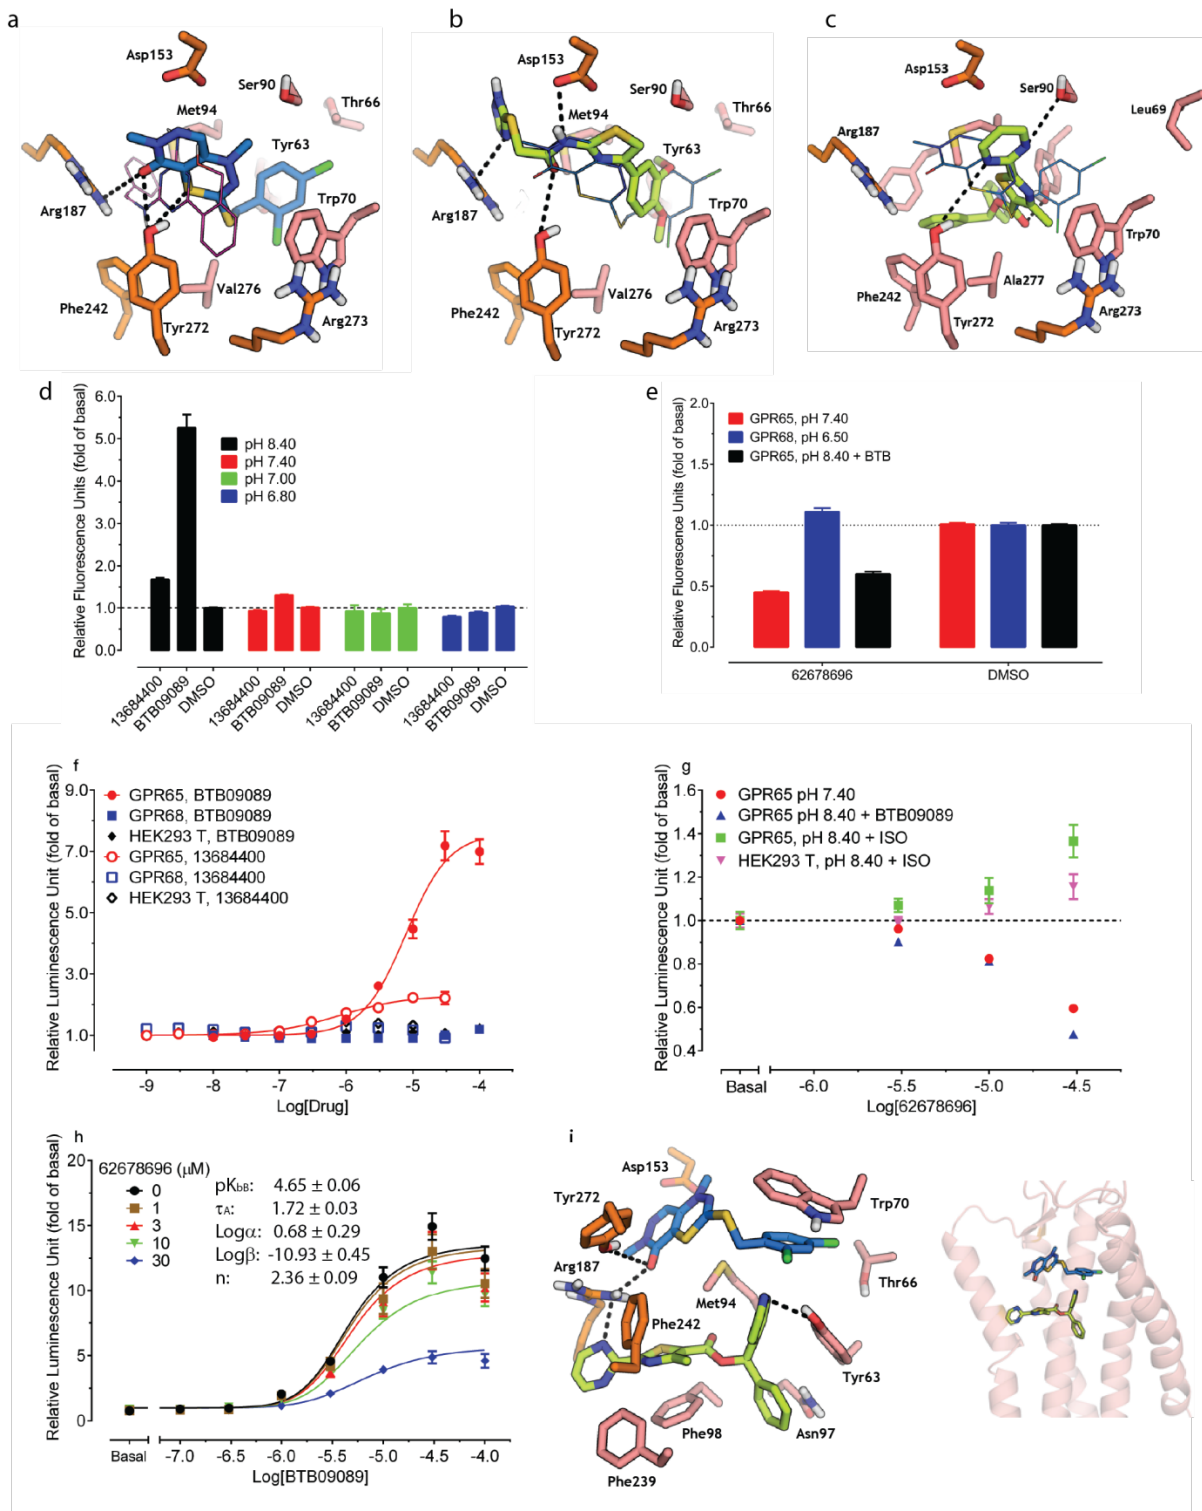 a
Asp153
Ser90
Thr66
Met94
Tyr63
Arg187
Trp70
Val276
Phe242
Tyr272
Arg273
b
Asp153
Ser90
Met94
Thr66
Tyr63
Arg187
Trp70
Val276
Phe242
Tyr272
Arg273
c
Asp153
Ser90
Leu69
Arg187
Trp70
Phe242
Ala277
Tyr272
Arg273
d
Relative Fluorescence Units (fold of basal)
6.0
5.0
4.0
3.0
2.0
1.0
0.0
pH 8.40
pH 7.40
pH 7.00
pH 6.80
13684400
BTB09089
DMSO
13684400
BTB09089
DMSO
13684400
BTB09089
DMSO
13684400
BTB09089
DMSO
e
Relative Fluorescence Units (fold of basal)
2.0
1.5
1.0
0.5
0.0
GPR65, pH 7.40
GPR68, pH 6.50
GPR65, pH 8.40 + BTB
62678696
DMSO
f
Relative Luminescence Unit (fold of basal)
9.0
7.0
5.0
3.0
1.0
GPR65, BTB09089
GPR68, BTB09089
HEK293 T, BTB09089
GPR65, 13684400
GPR68, 13684400
HEK293 T, 13684400
-9
-8
-7
-6
-5
-4
Log[Drug]
g
Relative Luminescence Unit (fold of basal)
1.6
1.4
1.2
1.0
0.8
0.6
0.4
GPR65 pH 7.40
GPR65 pH 8.40 + BTB09089
GPR65, pH 8.40 + ISO
HEK293 T, pH 8.40 + ISO
Basal
-6.0
-5.5
-5.0
-4.5
Log[62678696]
h
Relative Luminescence Unit (fold of basal)
20
15
10
5
0
62678696 (μM)
0
1
3
10
30
pKbB: 4.65 ± 0.06
τA: 1.72 ± 0.03
Logα: 0.68 ± 0.29
Logβ: -10.93 ± 0.45
n: 2.36 ± 0.09
Basal
-7.0
-6.5
-6.0
-5.5
-5.0
-4.5
-4.0
Log[BTB09089]
i
Asp153
Tyr272
Trp70
Arg187
Thr66
Met94
Phe242
Tyr63
Phe98
Asn97
Phe239